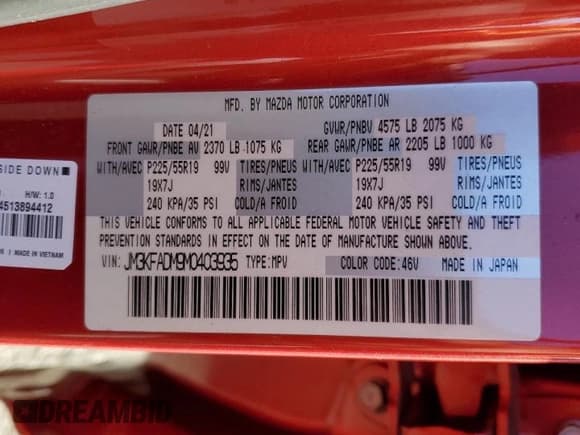 MFD. BY MAZDA MOTOR CORPORATION
DATE 04/21 GVWR/PNBV 4575 LB 2075 KG
FRONT GAWR/PNBE AV 2370 LB 1075 KG REAR GAWR/PNBE AR 2205 LB 1000 KG
WITH/AVEC P225/55R19 99V TIRES/PNEUS WITH/AVEC P225/55R19 99V TIRES/PNEUS
19X7J RIMS/JANTES 19X7J RIMS/JANTES
240 KPA/35 PSI COLD/A FROID 240 KPA/35 PSI COLD/A FROID
THIS VEHICLE CONFORMS TO ALL APPLICABLE FEDERAL MOTOR VEHICLE SAFETY AND THEFT
PREVENTION STANDARDS IN EFFECT ON THE DATE OF MANUFACTURE SHOWN ABOVE.
VIN: JM3KFADM9M0403935 TYPE: MPV COLOR CODE: 46V MADE IN JAPAN
SIDE DOWN
H/W: 1.0
4513894412
MADE IN VIETNAM
DREAMBID